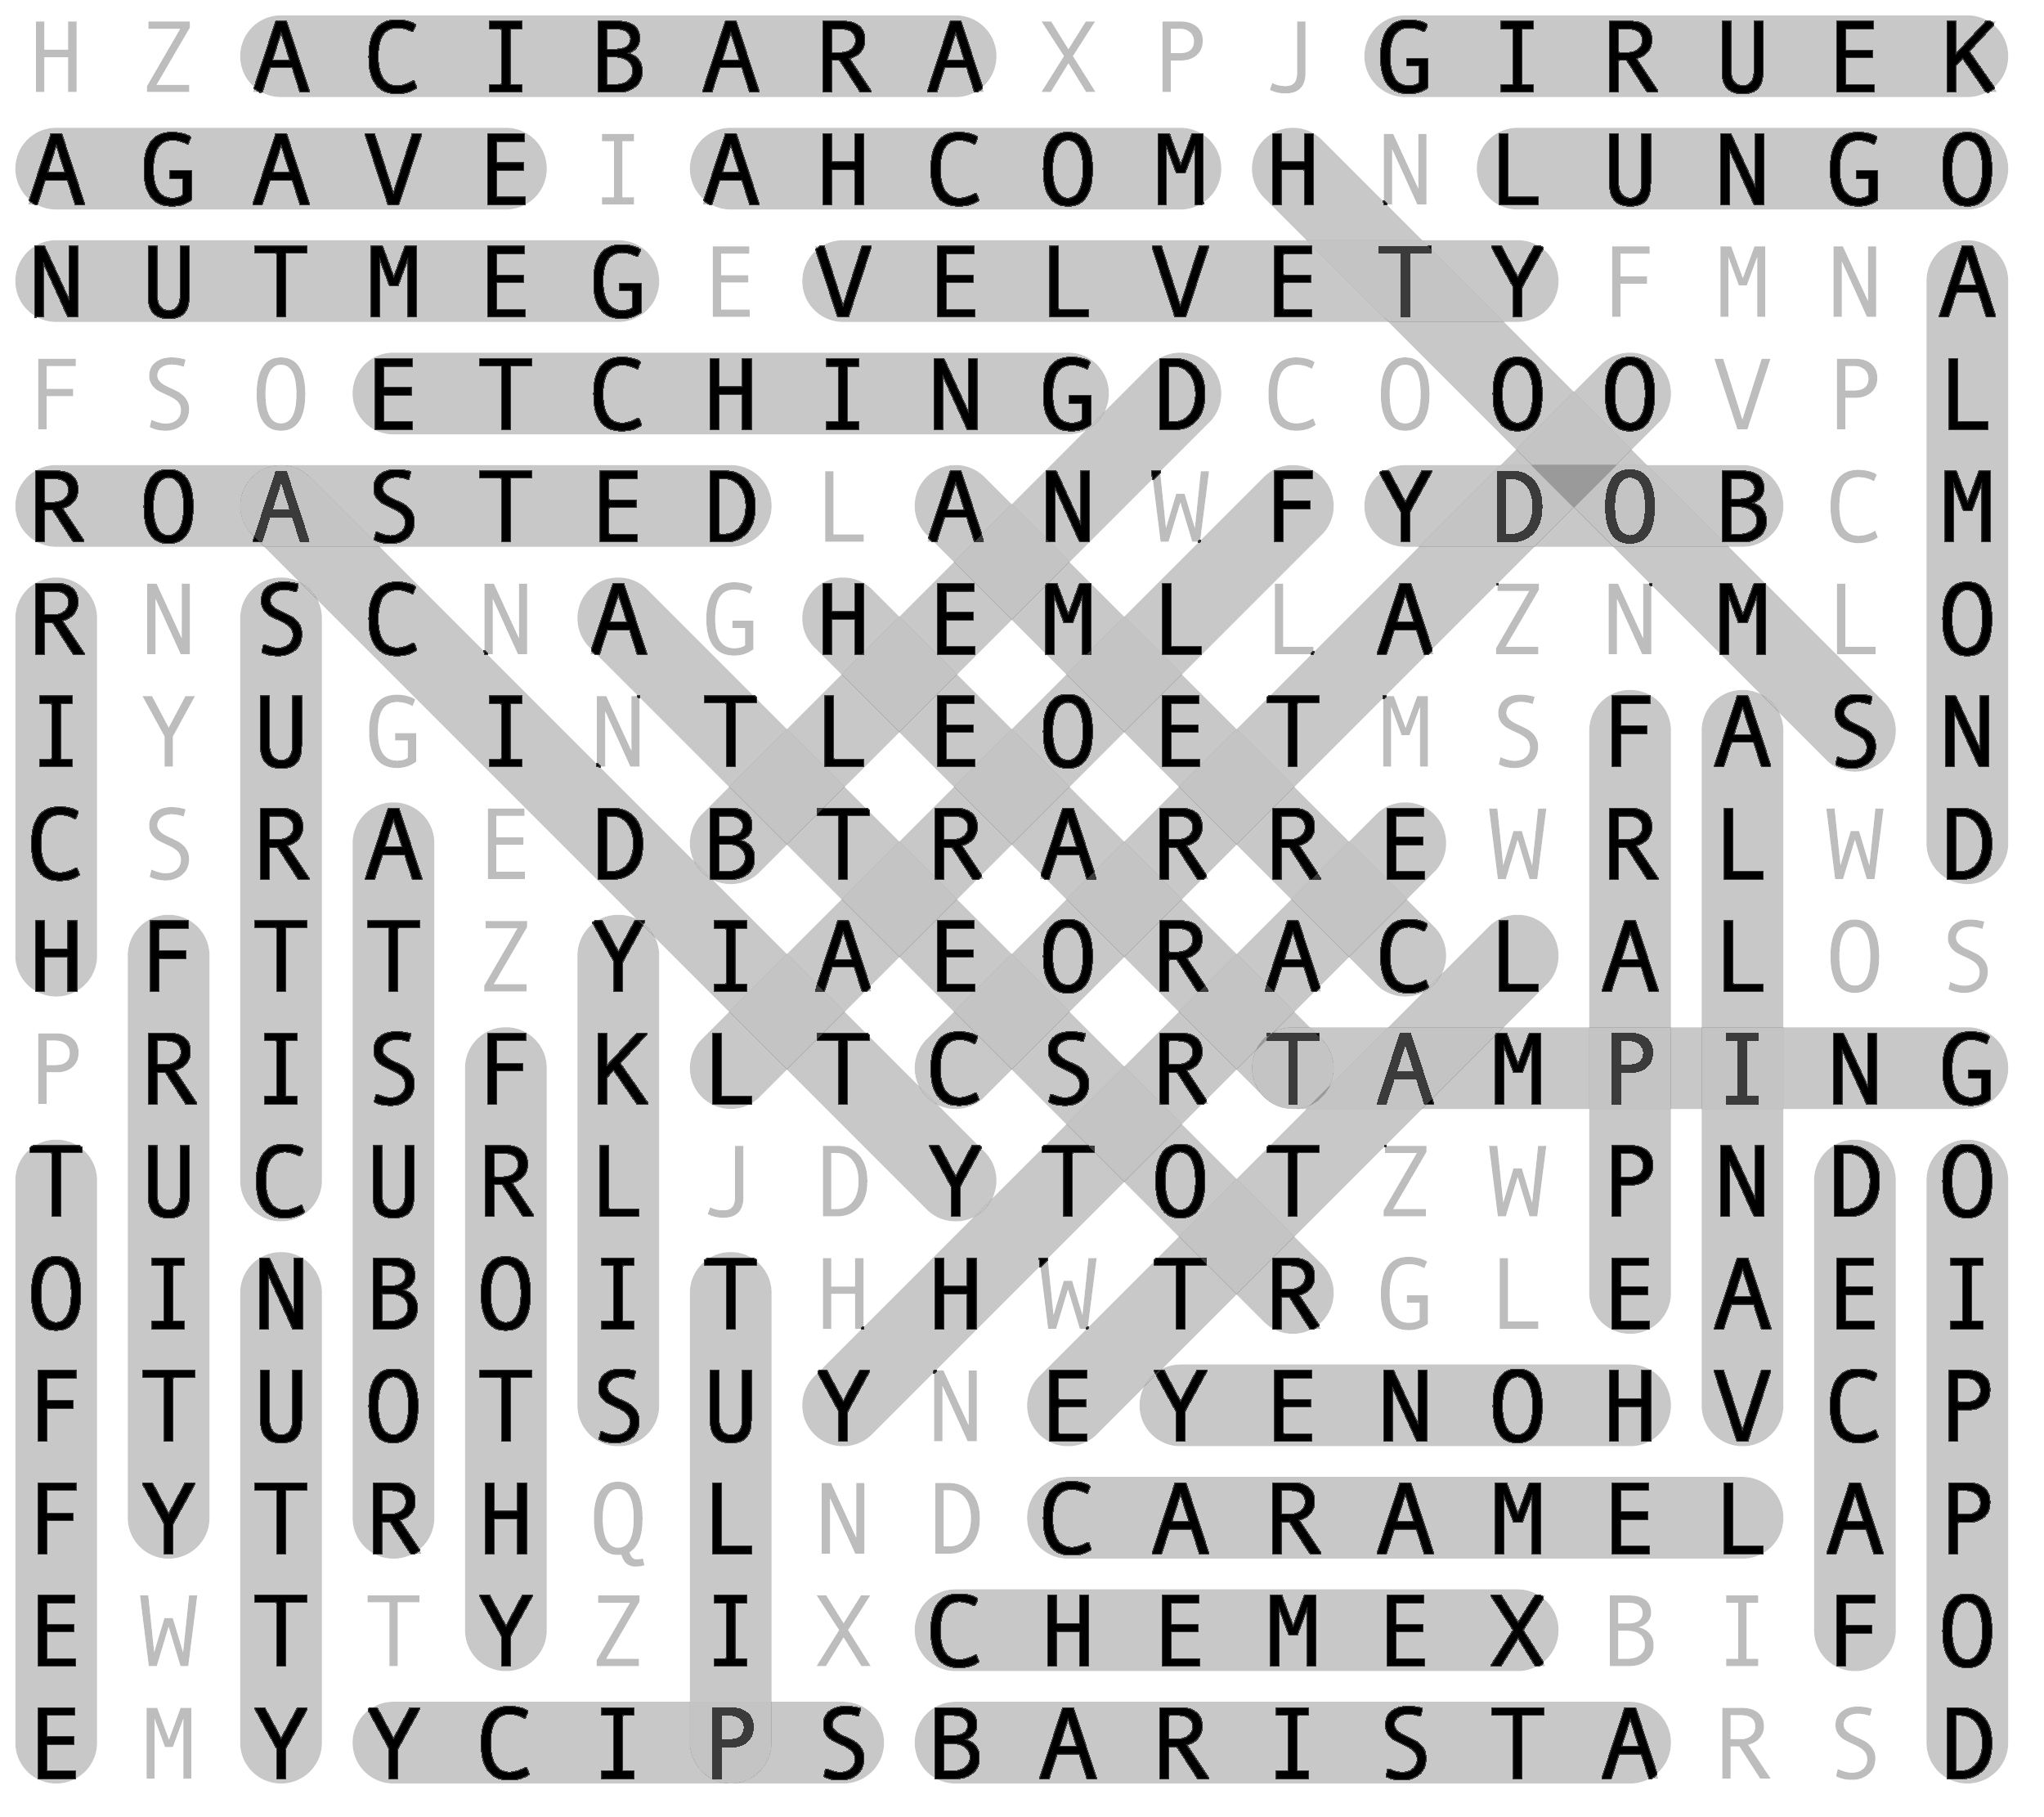 H Z A C I B A R A X P J G I R U E K
A G A V E I A H C O M H N L U N G O
N U T M E G E V E L V E T Y F M N A
F S O E T C H I N G D C O O O V P L
R O A S T E D L A N W F Y D O B C M
R N S C N A G H E M L L A Z N M L O
I Y U G I N T L E O E T M S F A S N
C S R A E D B T R A R R E W R L W D
H F T T Z Y I A E O R A C L A L O S
P R I S F K L T C S R T A M P I N G
T U C U R L J D Y T O T Z W P N D O
O I N B O I T H H W T R G L E A E I
F T U O T S U Y N E Y E N O H V C P
F Y T R H Q L N D C A R A M E L A P
E W T T Y Z I X C H E M E X B I F O
E M Y Y C I P S B A R I S T A R S D